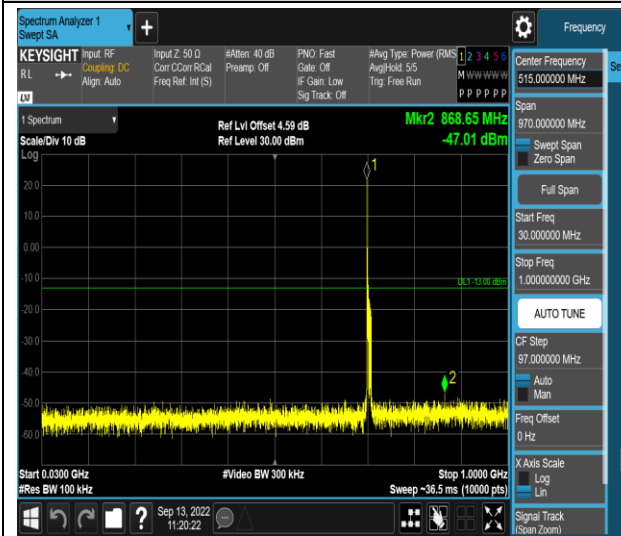 Spectrum Analyzer 1
Swept SA
+
Frequency
KEYSIGHT
RL
LXI
Input: RF
Coupling: DC
Align: Auto
Input Z: 50 Ω
Corr CCorr RCal
Freq Ref: Int (S)
#Atten: 40 dB
Preamp: Off
PNO: Fast
Gate: Off
IF Gain: Low
Sig Track: Off
#Avg Type: Power (RMS
Avg|Hold: 5/5
Trig: Free Run
1 2 3 4 5 6
M W W W W W
P P P P P P
1 Spectrum
Scale/Div 10 dB
Log
Ref Lvl Offset 4.59 dB
Ref Level 30.00 dBm
Mkr2 868.65 MHz
-47.01 dBm
1
20.0
10.0
0.00
-10.0
DL1 -13.00 dBm
-20.0
-30.0
-40.0
2
-50.0
-60.0
Start 0.0300 GHz
#Res BW 100 kHz
#Video BW 300 kHz
Stop 1.0000 GHz
Sweep ~36.5 ms (10000 pts)
?
Sep 13, 2022
11:20:22
Center Frequency
515.000000 MHz
Se
Span
970.000000 MHz
Swept Span
Zero Span
Full Span
Start Freq
30.000000 MHz
Stop Freq
1.000000000 GHz
AUTO TUNE
CF Step
97.000000 MHz
Auto
Man
Freq Offset
0 Hz
X Axis Scale
Log
Lin
Signal Track
(Span Zoom)